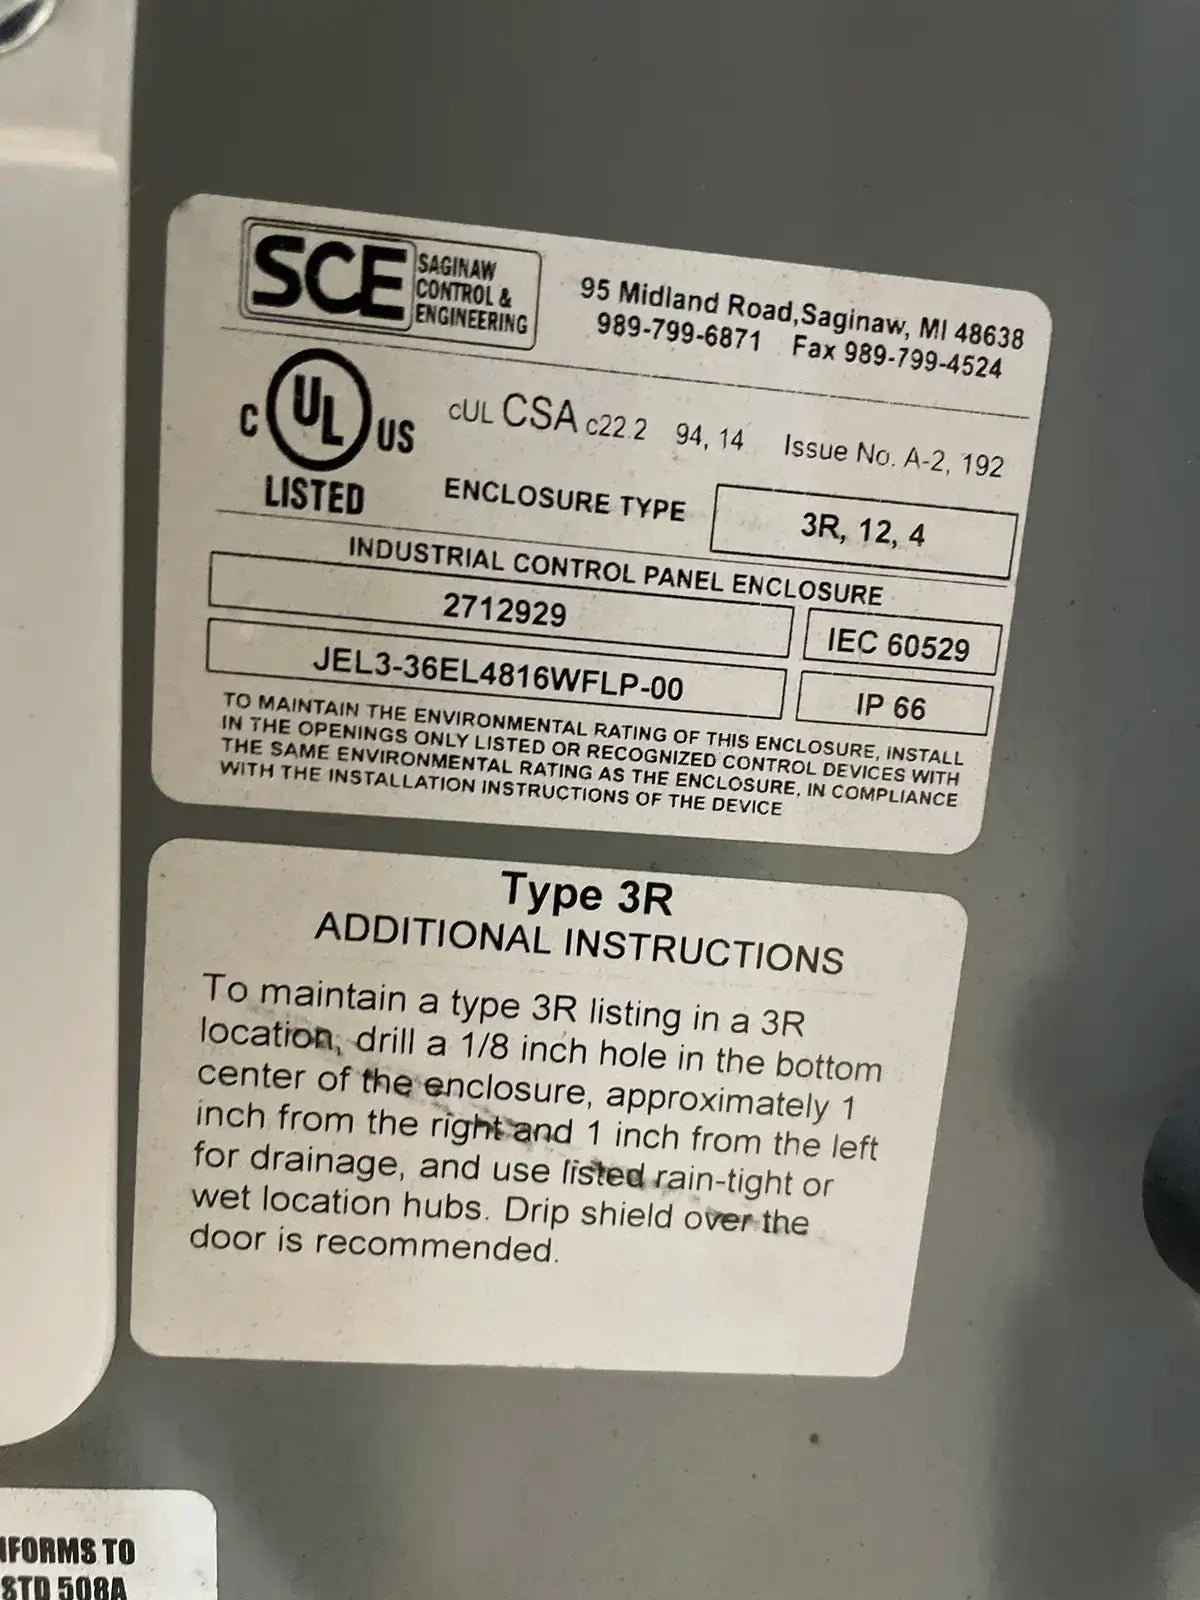 SCE SAGINAW
CONTROL &
ENGINEERING
95 Midland Road,Saginaw, MI 48638
989-799-6871 Fax 989-799-4524
C UL US
LISTED
cUL CSA c22.2 94, 14 Issue No. A-2, 192
ENCLOSURE TYPE 3R, 12, 4
INDUSTRIAL CONTROL PANEL ENCLOSURE
2712929 IEC 60529
JEL3-36EL4816WFLP-00 IP 66
TO MAINTAIN THE ENVIRONMENTAL RATING OF THIS ENCLOSURE, INSTALL
IN THE OPENINGS ONLY LISTED OR RECOGNIZED CONTROL DEVICES WITH
THE SAME ENVIRONMENTAL RATING AS THE ENCLOSURE, IN COMPLIANCE
WITH THE INSTALLATION INSTRUCTIONS OF THE DEVICE
Type 3R
ADDITIONAL INSTRUCTIONS
To maintain a type 3R listing in a 3R
location, drill a 1/8 inch hole in the bottom
center of the enclosure, approximately 1
inch from the right and 1 inch from the left
for drainage, and use listed rain-tight or
wet location hubs. Drip shield over the
door is recommended.
TO
STD 508A